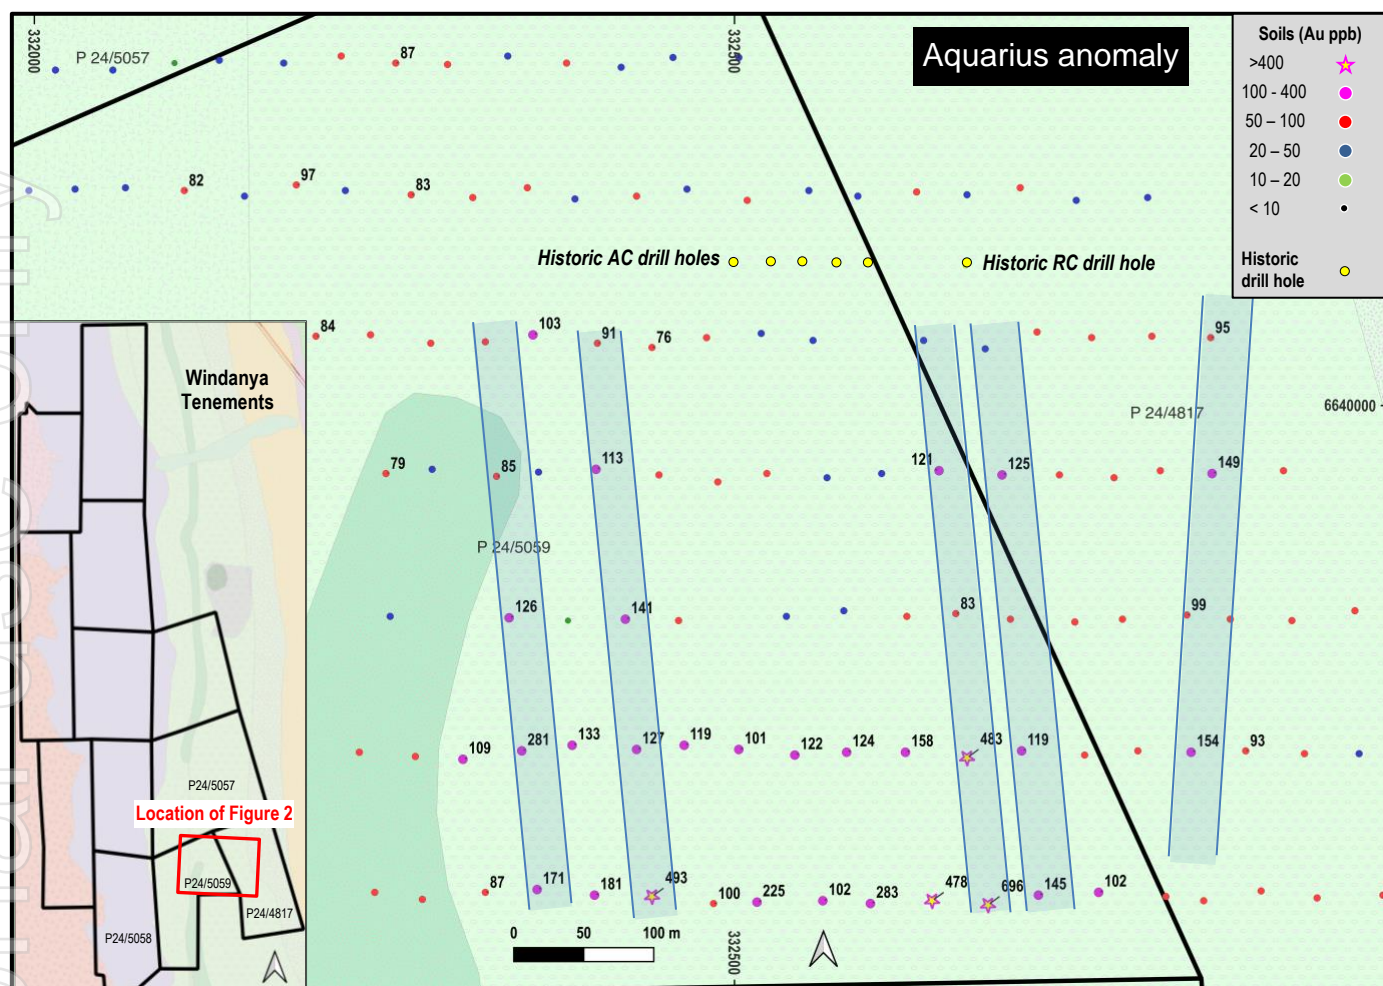 332000
P 24/5057
87
332500
Aquarius anomaly
Soils (Au ppb)
>400
100 - 400
50 – 100
20 – 50
10 – 20
< 10
Historic
drill hole
82
97
83
Historic AC drill holes
Historic RC drill hole
84
103
91
76
95
Windanya
Tenements
P 24/4817
6640000
79
85
113
121
125
149
P 24/5059
126
141
83
99
109
281
133
127
119
101
122
124
158
483
119
154
93
P24/5057
Location of Figure 2
P24/5059
P24/4817
P24/5058
87
171
181
493
100
225
102
283
478
696
145
102
0
50
100 m
332500